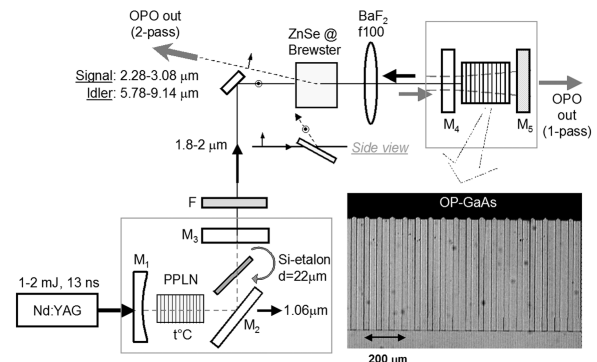 OPO out
(2-pass)
ZnSe @
Brewster
BaF2
f100
Signal: 2.28-3.08 μm
Idler: 5.78-9.14 μm
M4
M5
OPO
out
(1-pass)
1.8-2 μm
Side view
F
M3
OP-GaAs
M1
PPLN
Si-etalon
d=22μm
1-2 mJ, 13 ns
Nd:YAG
t°C
M2
1.06μm
200 μm